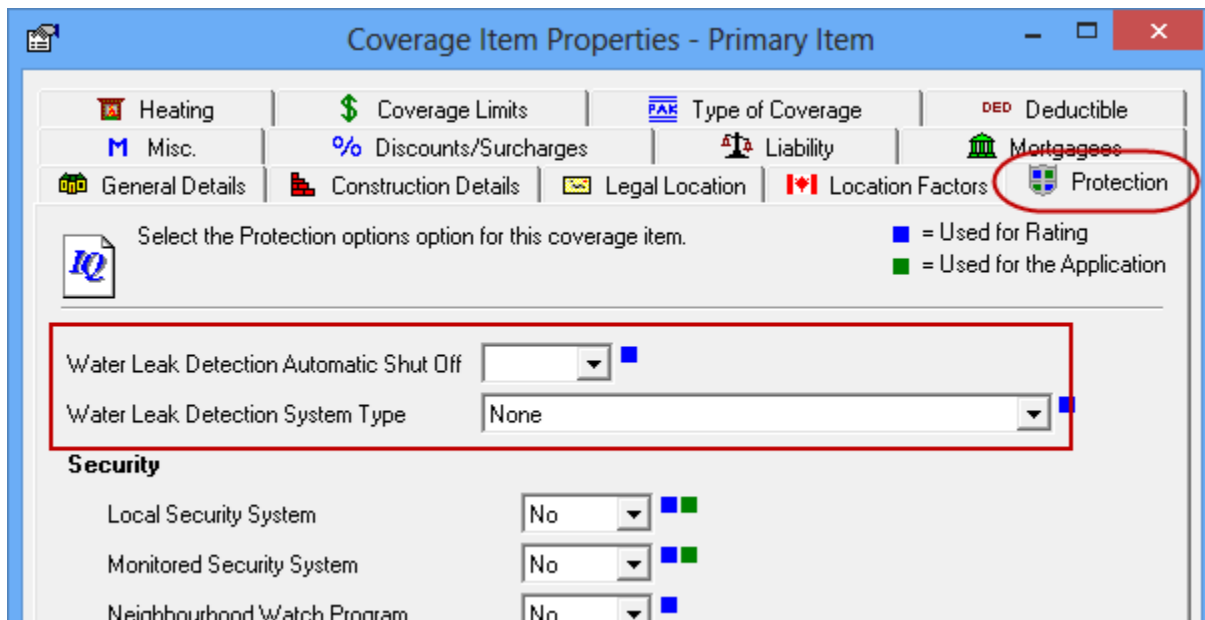 Coverage Item Properties - Primary Item
Heating
Coverage Limits
PAK Type of Coverage
DED Deductible
M Misc.
% Discounts/Surcharges
Liability
Mortgagees
General Details
Construction Details
Legal Location
Location Factors
Protection
IQ
Select the Protection options option for this coverage item.
= Used for Rating
= Used for the Application
Water Leak Detection Automatic Shut Off
Water Leak Detection System Type None
Security
Local Security System No
Monitored Security System No
Neighbourhood Watch Program No